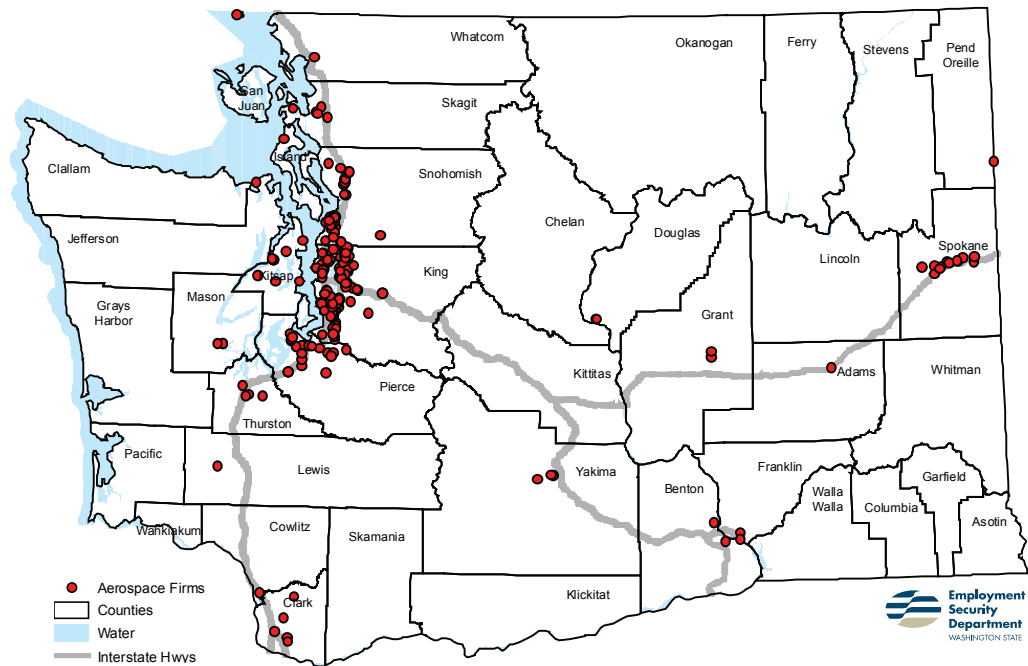 Whatcom
Okanogan
Ferry
Stevens
Pend
Oreille
San
Juan
Skagit
Island
Clallam
Snohomish
Chelan
Douglas
Jefferson
Spokane
Lincoln
Kitsap
King
Mason
Grays
Harbor
Grant
Kittitas
Adams
Whitman
Pierce
Thurston
Pacific
Lewis
Yakima
Benton
Franklin
Garfield
Walla
Walla
Columbia
Asotin
Wahkiakum
Cowlitz
Skamania
Klickitat
Clark
Aerospace Firms
Counties
Water
Interstate Hwys
Employment
Security
Department
WASHINGTON STATE